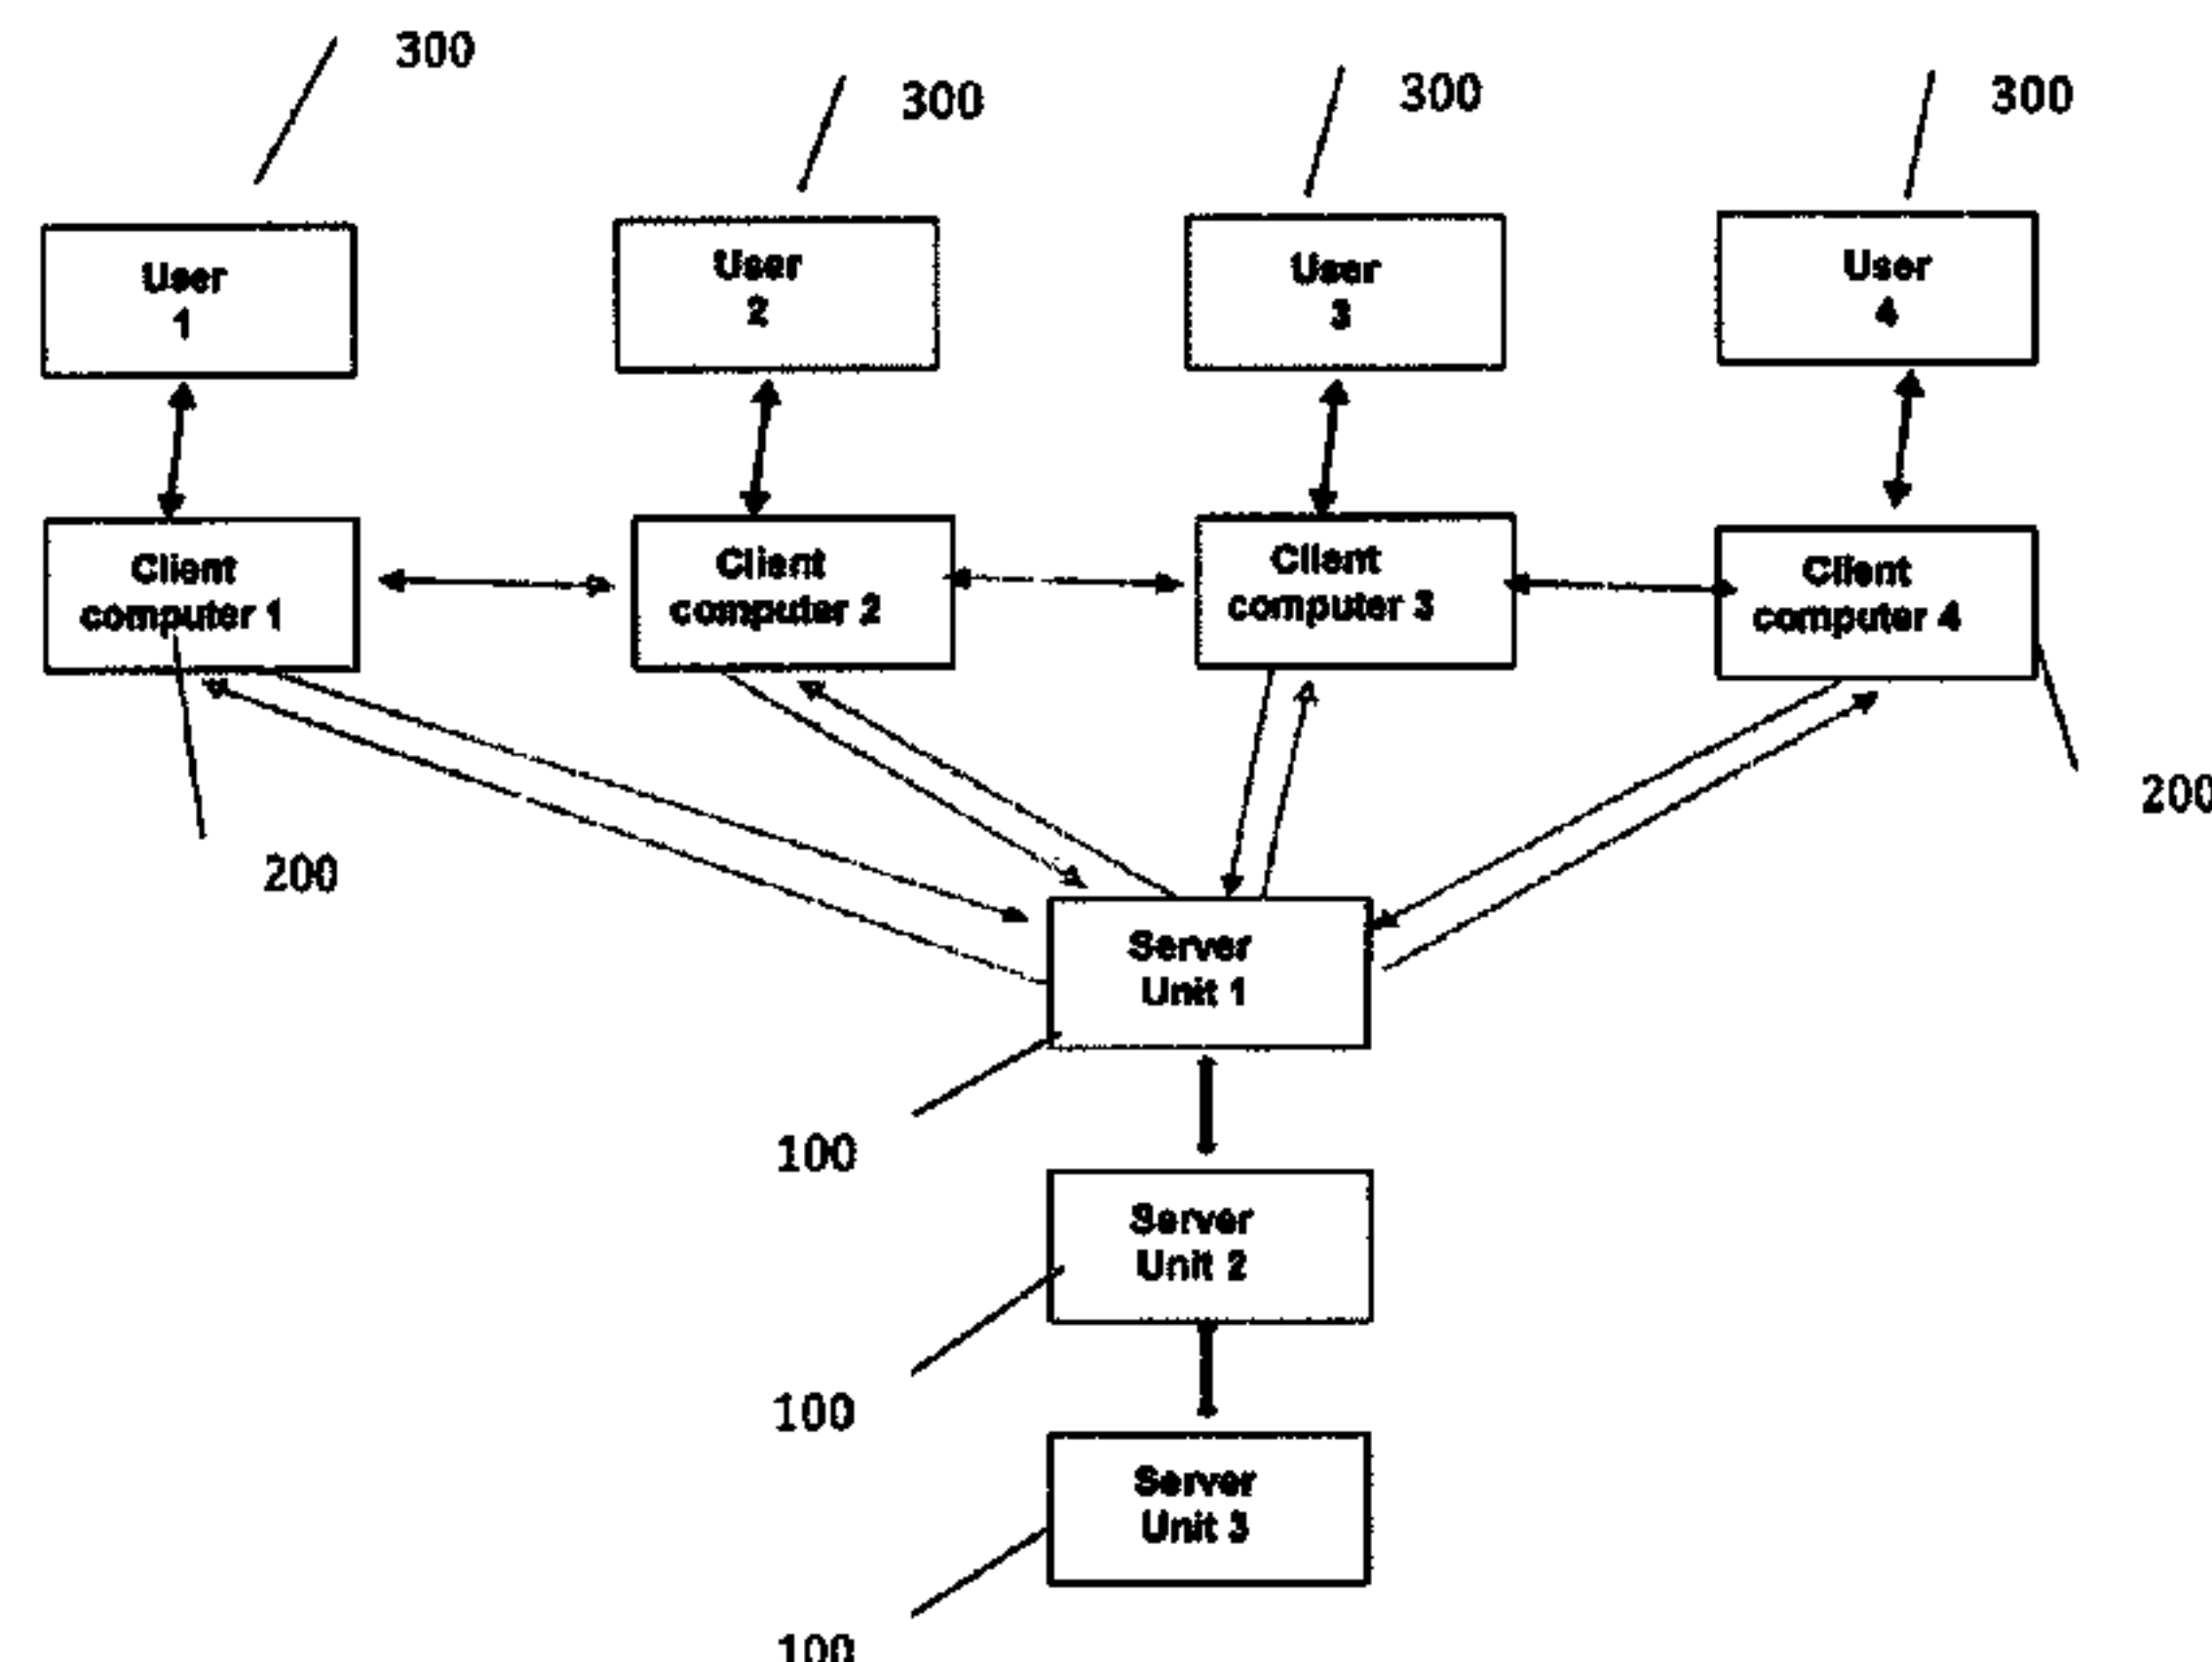 300
300
300
300
User
1
User
2
User
3
User
4
Client
computer 1
Client
computer 2
Client
computer 3
Client
computer 4
200
200
Server
Unit 1
100
Server
Unit 2
100
Server
Unit 3
100